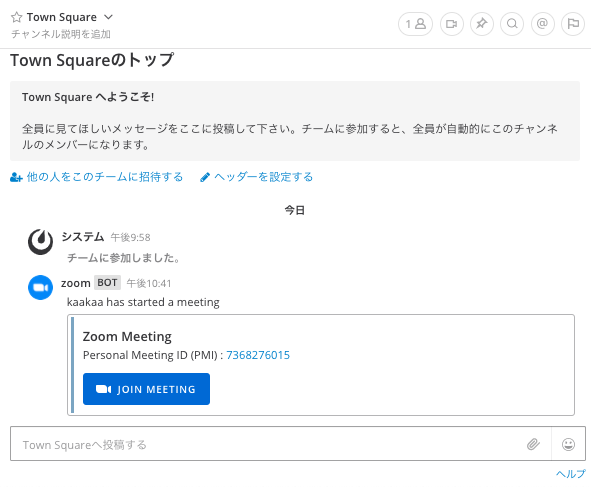 Town Square
チャンネル説明を追加
1
Town Squareのトップ
Town Square へようこそ!
全員に見てほしいメッセージをここに投稿して下さい。チームに参加すると、全員が自動的にこのチャンネ
ルのメンバーになります。
他の人をこのチームに招待する ヘッダーを設定する
今日
システム 午後9:58
チームに参加しました。
zoom BOT 午後10:41
kaakaa has started a meeting
Zoom Meeting
Personal Meeting ID (PMI) : 7368276015
JOIN MEETING
Town Squareへ投稿する
ヘルプ